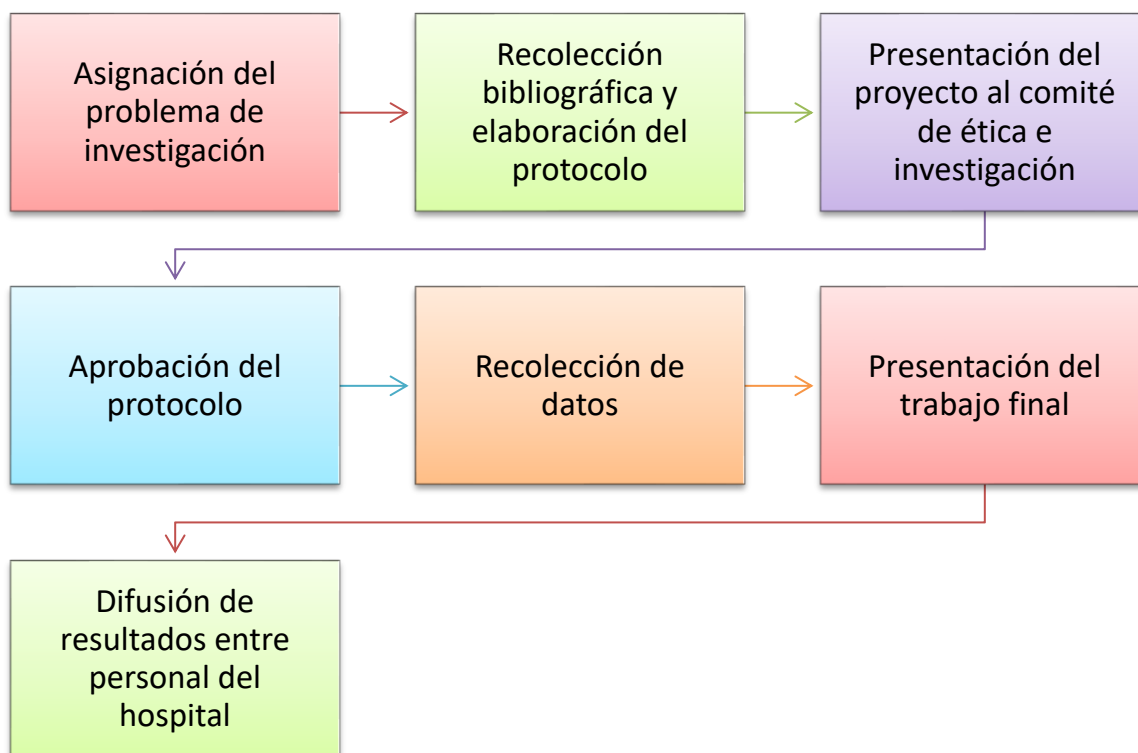 Asignación del
problema de
investigación
Recolección
bibliográfica y
elaboración del
protocolo
Presentación del
proyecto al comité
de ética e
investigación
Aprobación del
protocolo
Recolección de
datos
Presentación del
trabajo final
Difusión de
resultados entre
personal del
hospital